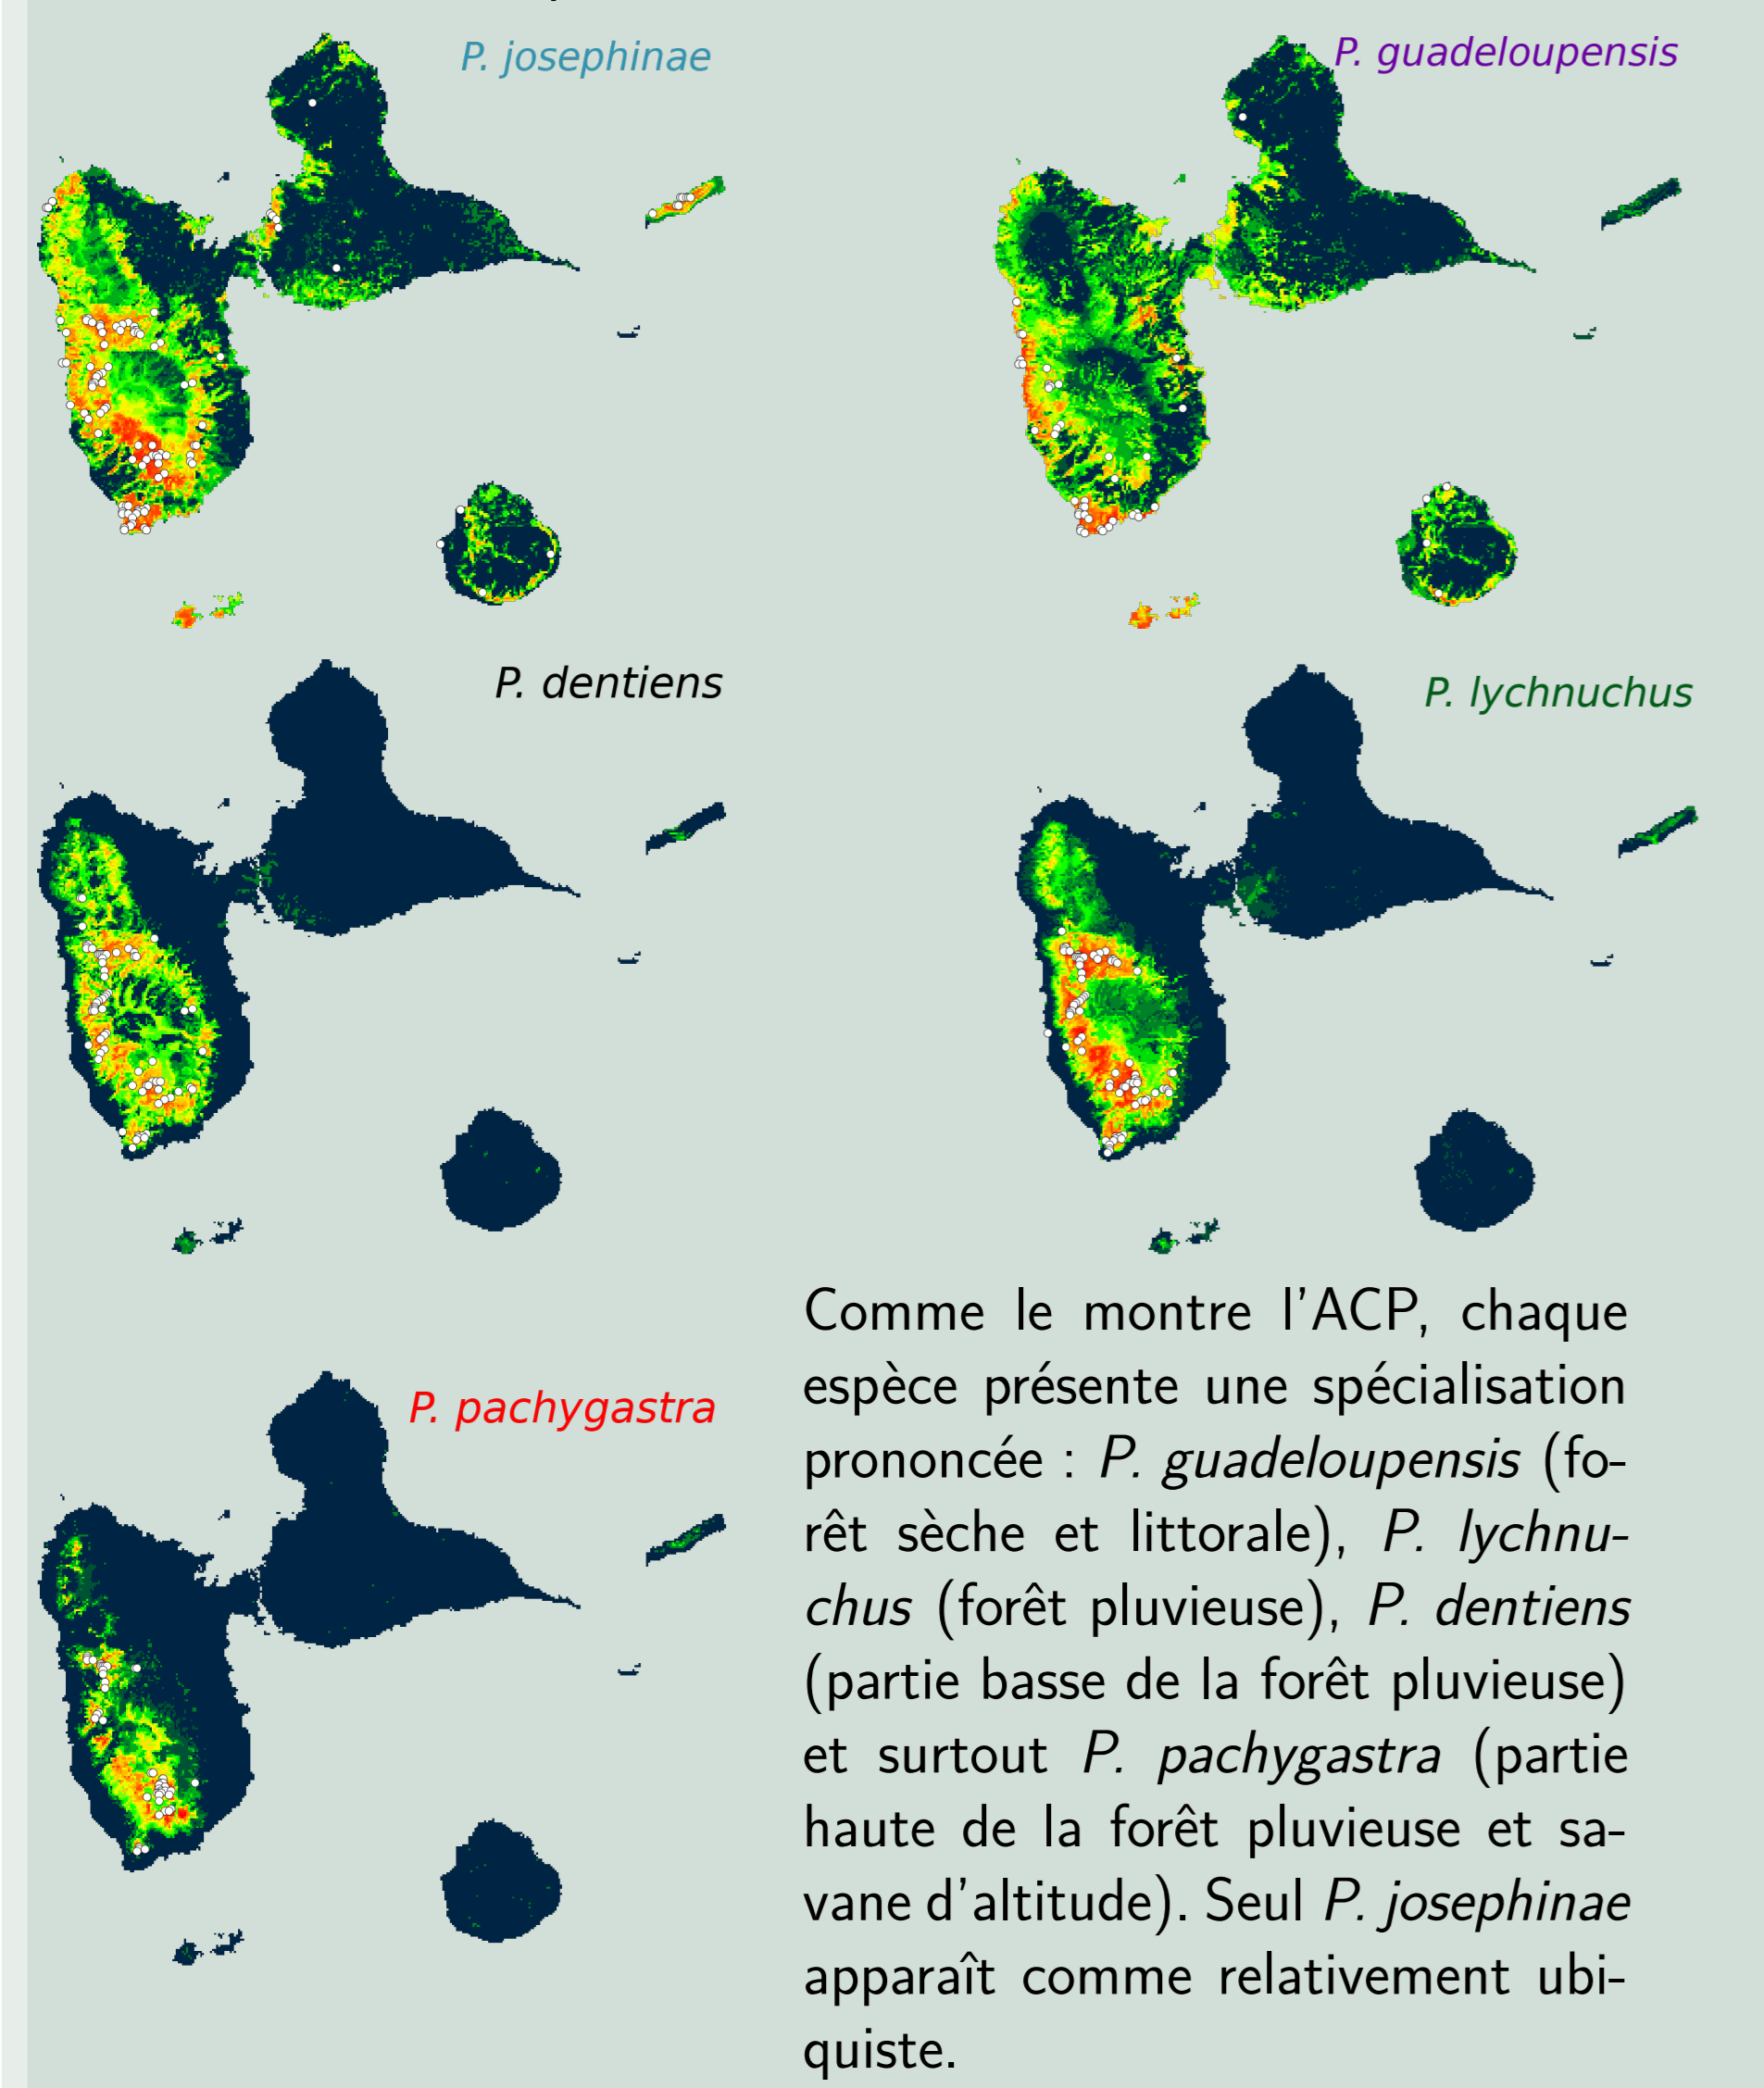 P. josephinae
P. guadeloupensis
P. dentiens
P. lychnuchus
P. pachygastra
Comme le montre l'ACP, chaque
espèce présente une spécialisation
prononcée : P. guadeloupensis (fo-
rêt sèche et littorale), P. lychnu-
chus (forêt pluvieuse), P. dentiens
(partie basse de la forêt pluvieuse)
et surtout P. pachygastra (partie
haute de la forêt pluvieuse et sa-
vane d'altitude). Seul P. josephinae
apparaît comme relativement ubi-
quiste.